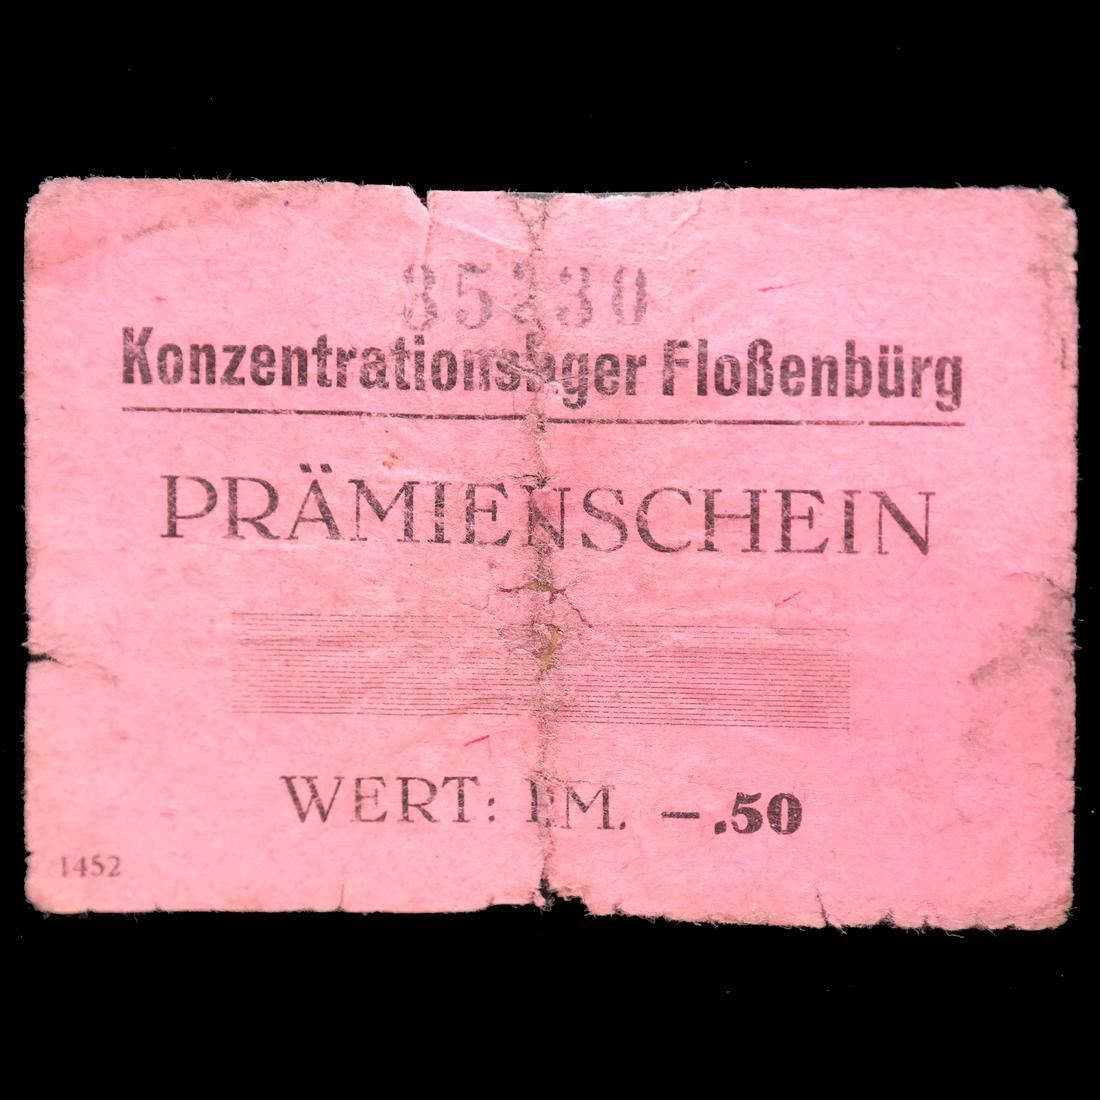 Konzentrationslager Floßenbürg
PRÄMIENSCHEIN
WERT: RM. —.50
1452